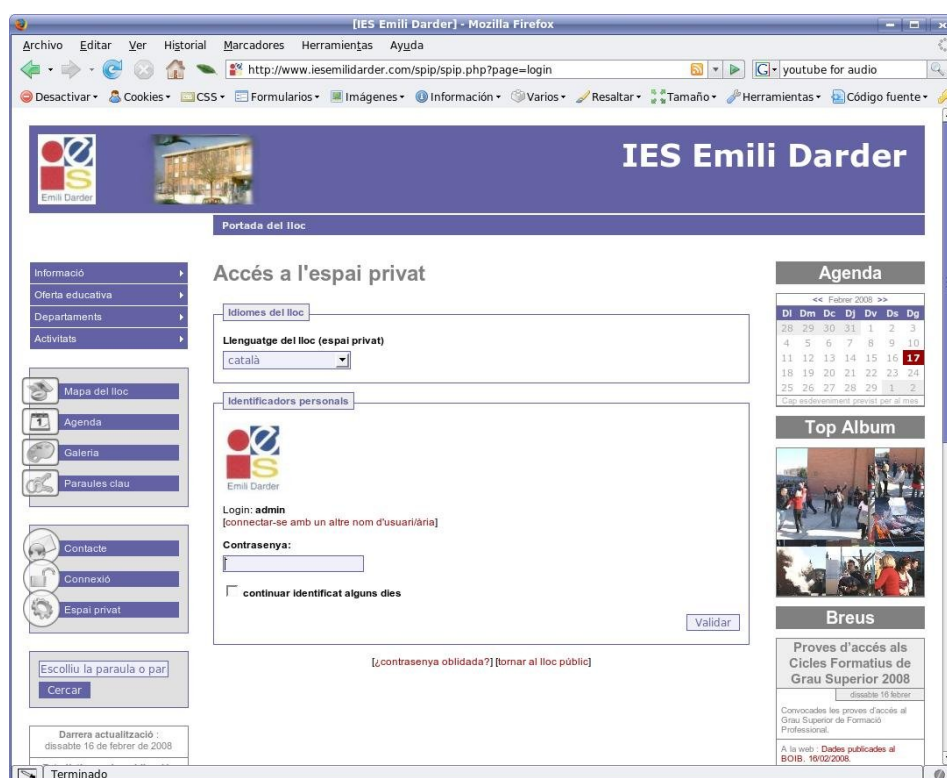 [IES Emili Darder] - Mozilla Firefox
Archivo Editar Ver Historial Marcadores Herramientas Ayuda
http://www.iesemilidarder.com/spip/spip.php?page=login
G youtube for audio
Desactivar Cookies CSS Formularios Imágenes Información Varios Resaltar Tamaño Herramientas Código fuente
Emili Darder
IES Emili Darder
Portada del lloc
Informació
Oferta educativa
Departaments
Activitats
Mapa del lloc
Agenda
Galeria
Paraules clau
Contacte
Connexió
Espai privat
Escolliu la paraula o par
Cercar
Darrera actualització :
dissabte 16 de febrer de 2008
Accés a l'espai privat
Idiomes del lloc
Llenguatge del lloc (espai privat)
català
Identificadors personals
Emili Darder
Login: admin
[connectar-se amb un altre nom d'usuari/ària]
Contrasenya:
continuar identificat alguns dies
Validar
[¿contrasenya oblidada?] [tornar al lloc públic]
Agenda
<< Febrer 2008 >>
Dl Dm Dc Dj Dv Ds Dg
28 29 30 31 1 2 3
4 5 6 7 8 9 10
11 12 13 14 15 16 17
18 19 20 21 22 23 24
25 26 27 28 29 1 2
Cap esdeveniment previst per al mes
Top Album
Breus
Proves d'accés als
Cicles Formatius de
Grau Superior 2008
dissabte 16 febrer
Convocades les proves d'accés al
Grau Superior de Formació
Professional.
A la web : Dades publicades al
BOIB. 16/02/2008.
Terminado